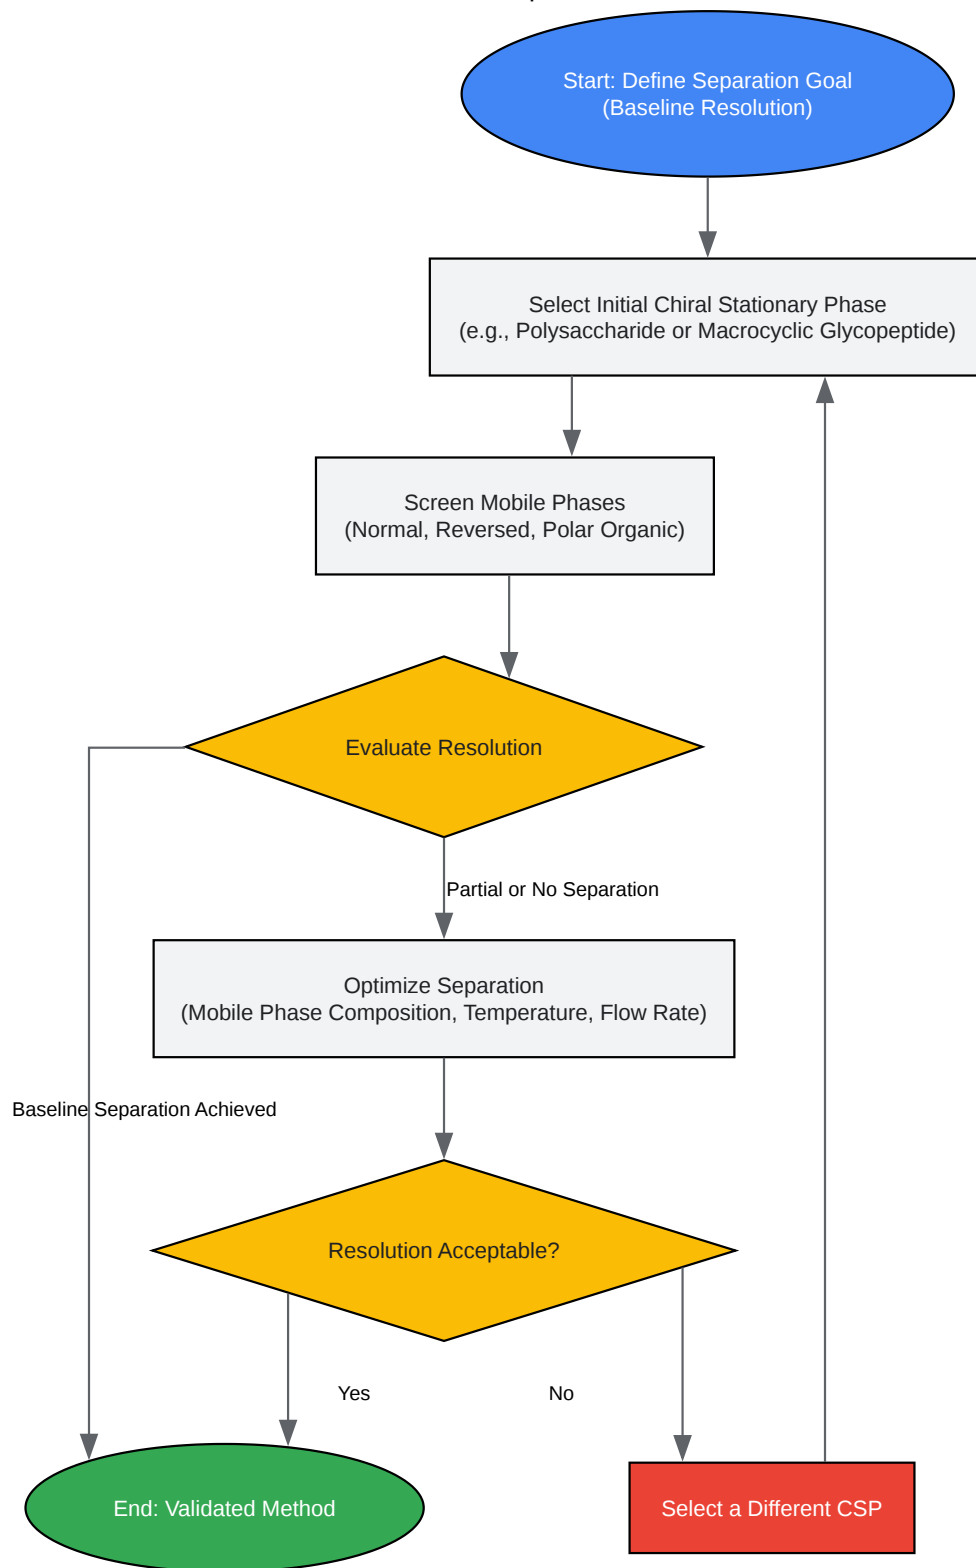 Start: Define Separation Goal
(Baseline Resolution)
Select Initial Chiral Stationary Phase
(e.g., Polysaccharide or Macrocyclic Glycopeptide)
Screen Mobile Phases
(Normal, Reversed, Polar Organic)
Evaluate Resolution
Partial or No Separation
Optimize Separation
(Mobile Phase Composition, Temperature, Flow Rate)
Baseline Separation Achieved
Resolution Acceptable?
Yes
No
End: Validated Method
Select a Different CSP